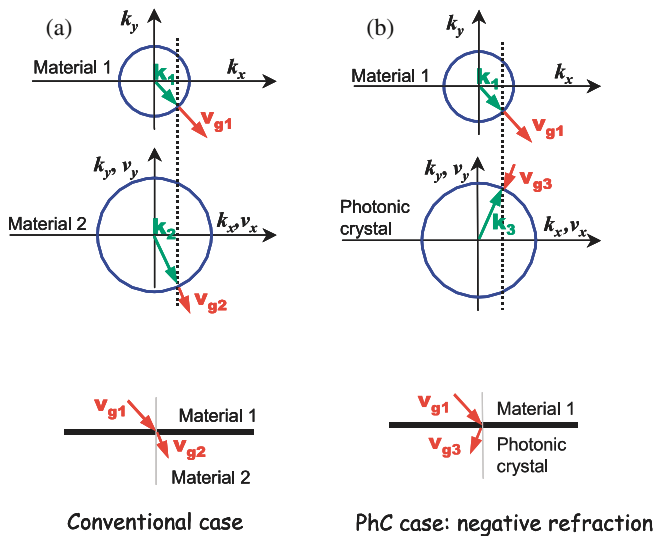 (a)
k_y
Material 1
k_1
k_x
v_g1
k_y, v_y
Material 2
k_2
k_x,v_x
v_g2
v_g1
Material 1
v_g2
Material 2
Conventional case
(b)
k_y
Material 1
k_1
k_x
v_g1
k_y, v_y
v_g3
Photonic
crystal
k_3
k_x,v_x
v_g1
Material 1
v_g3
Photonic
crystal
PhC case: negative refraction